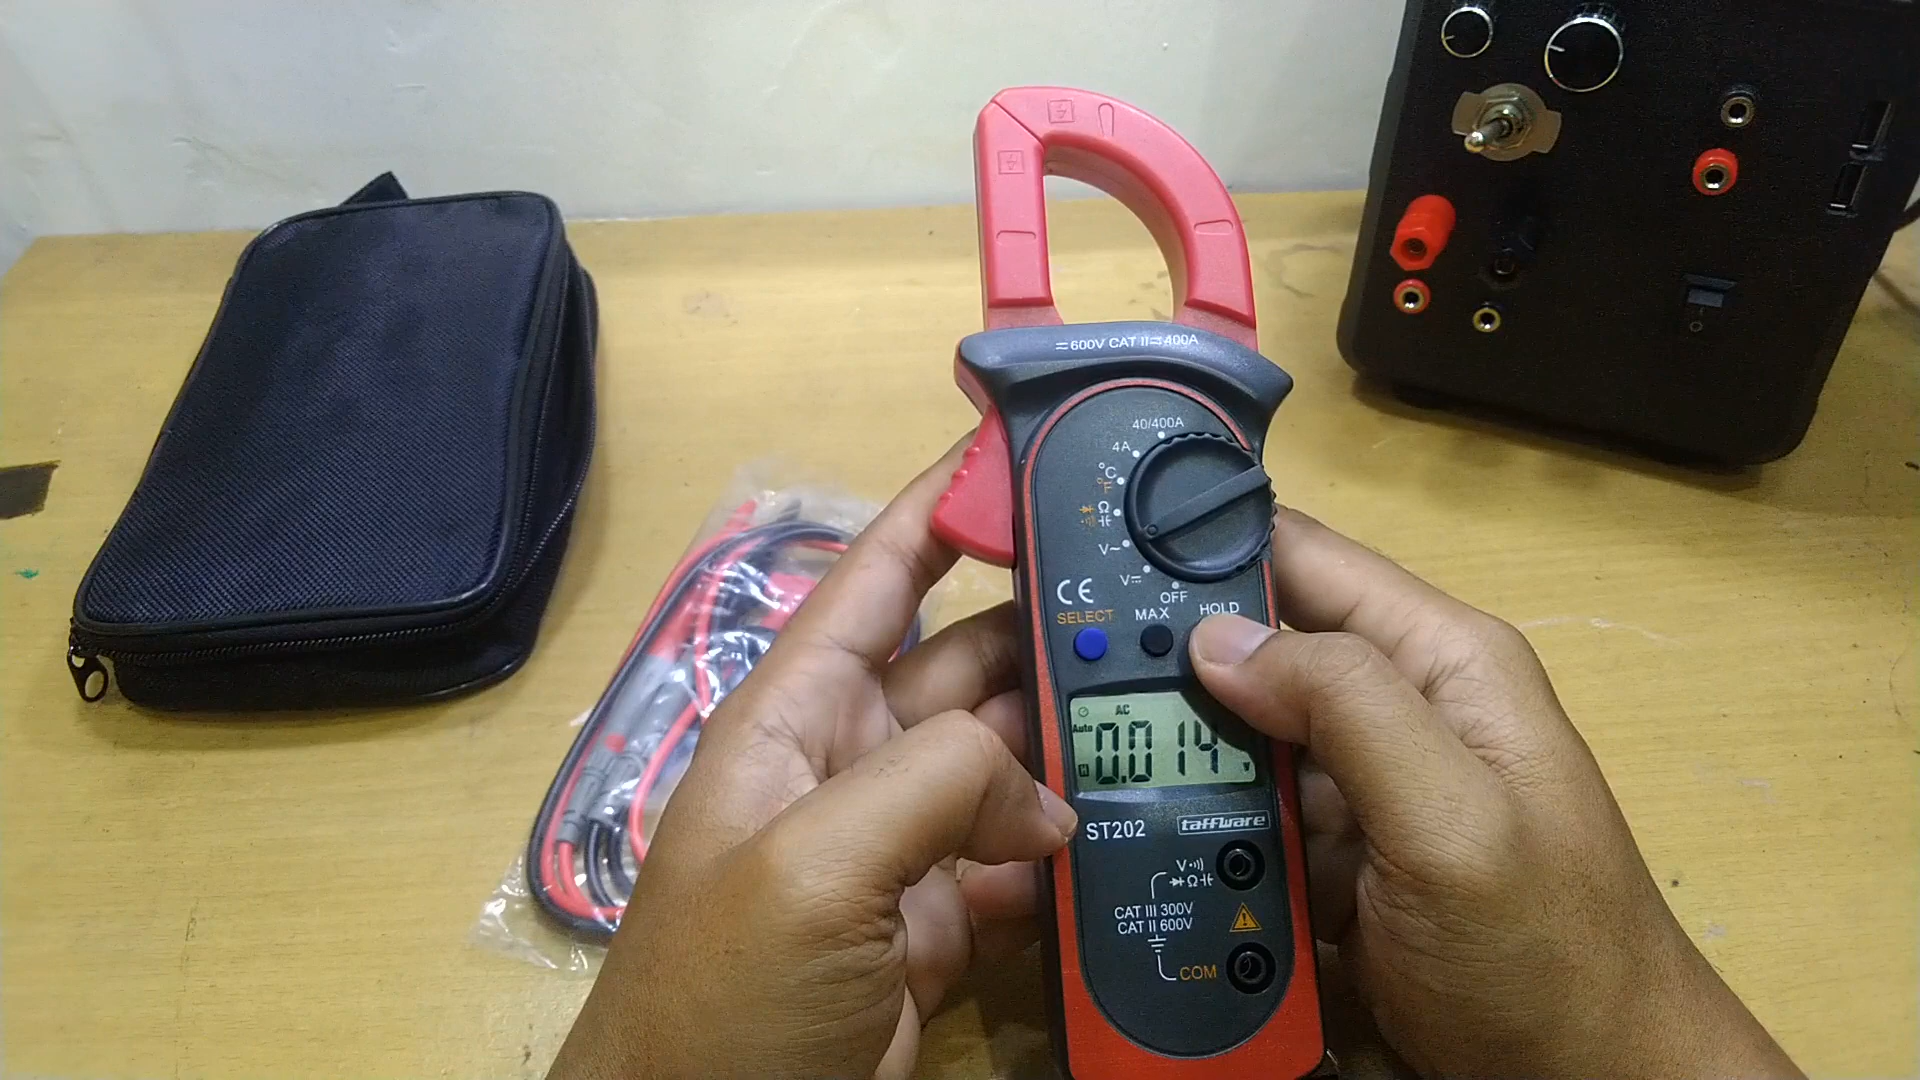 ⎓600V CAT II⎓400A
40/400A
4A
°C
°F
Ω
V~
V⎓
OFF
CE
SELECT
MAX
HOLD
AC
Auto
0.014
H
V
ST202
taffware
V
Ω
CAT III 300V
CAT II 600V
COM